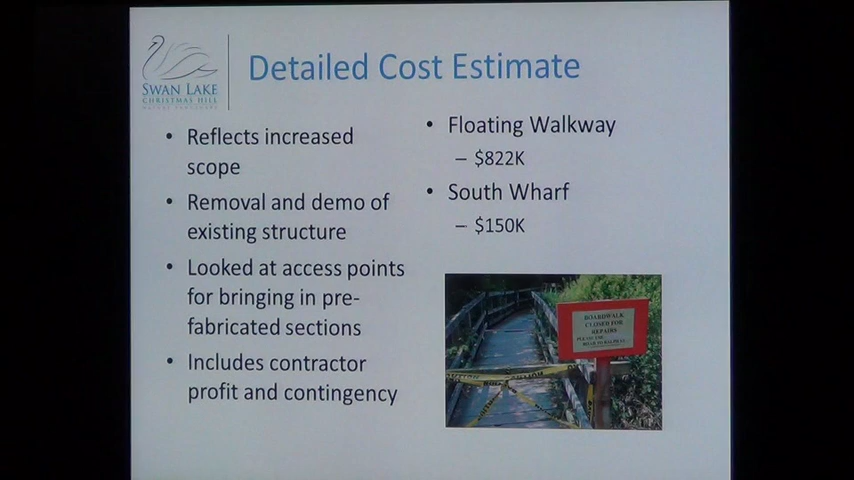 SWAN LAKE
CHRISTMAS HILL
Detailed Cost Estimate
• Reflects increased
scope
• Removal and demo of
existing structure
• Looked at access points
for bringing in pre-
fabricated sections
• Includes contractor
profit and contingency
• Floating Walkway
– $822K
• South Wharf
– $150K
BOARDWALK
CLOSED FOR
REPAIRS